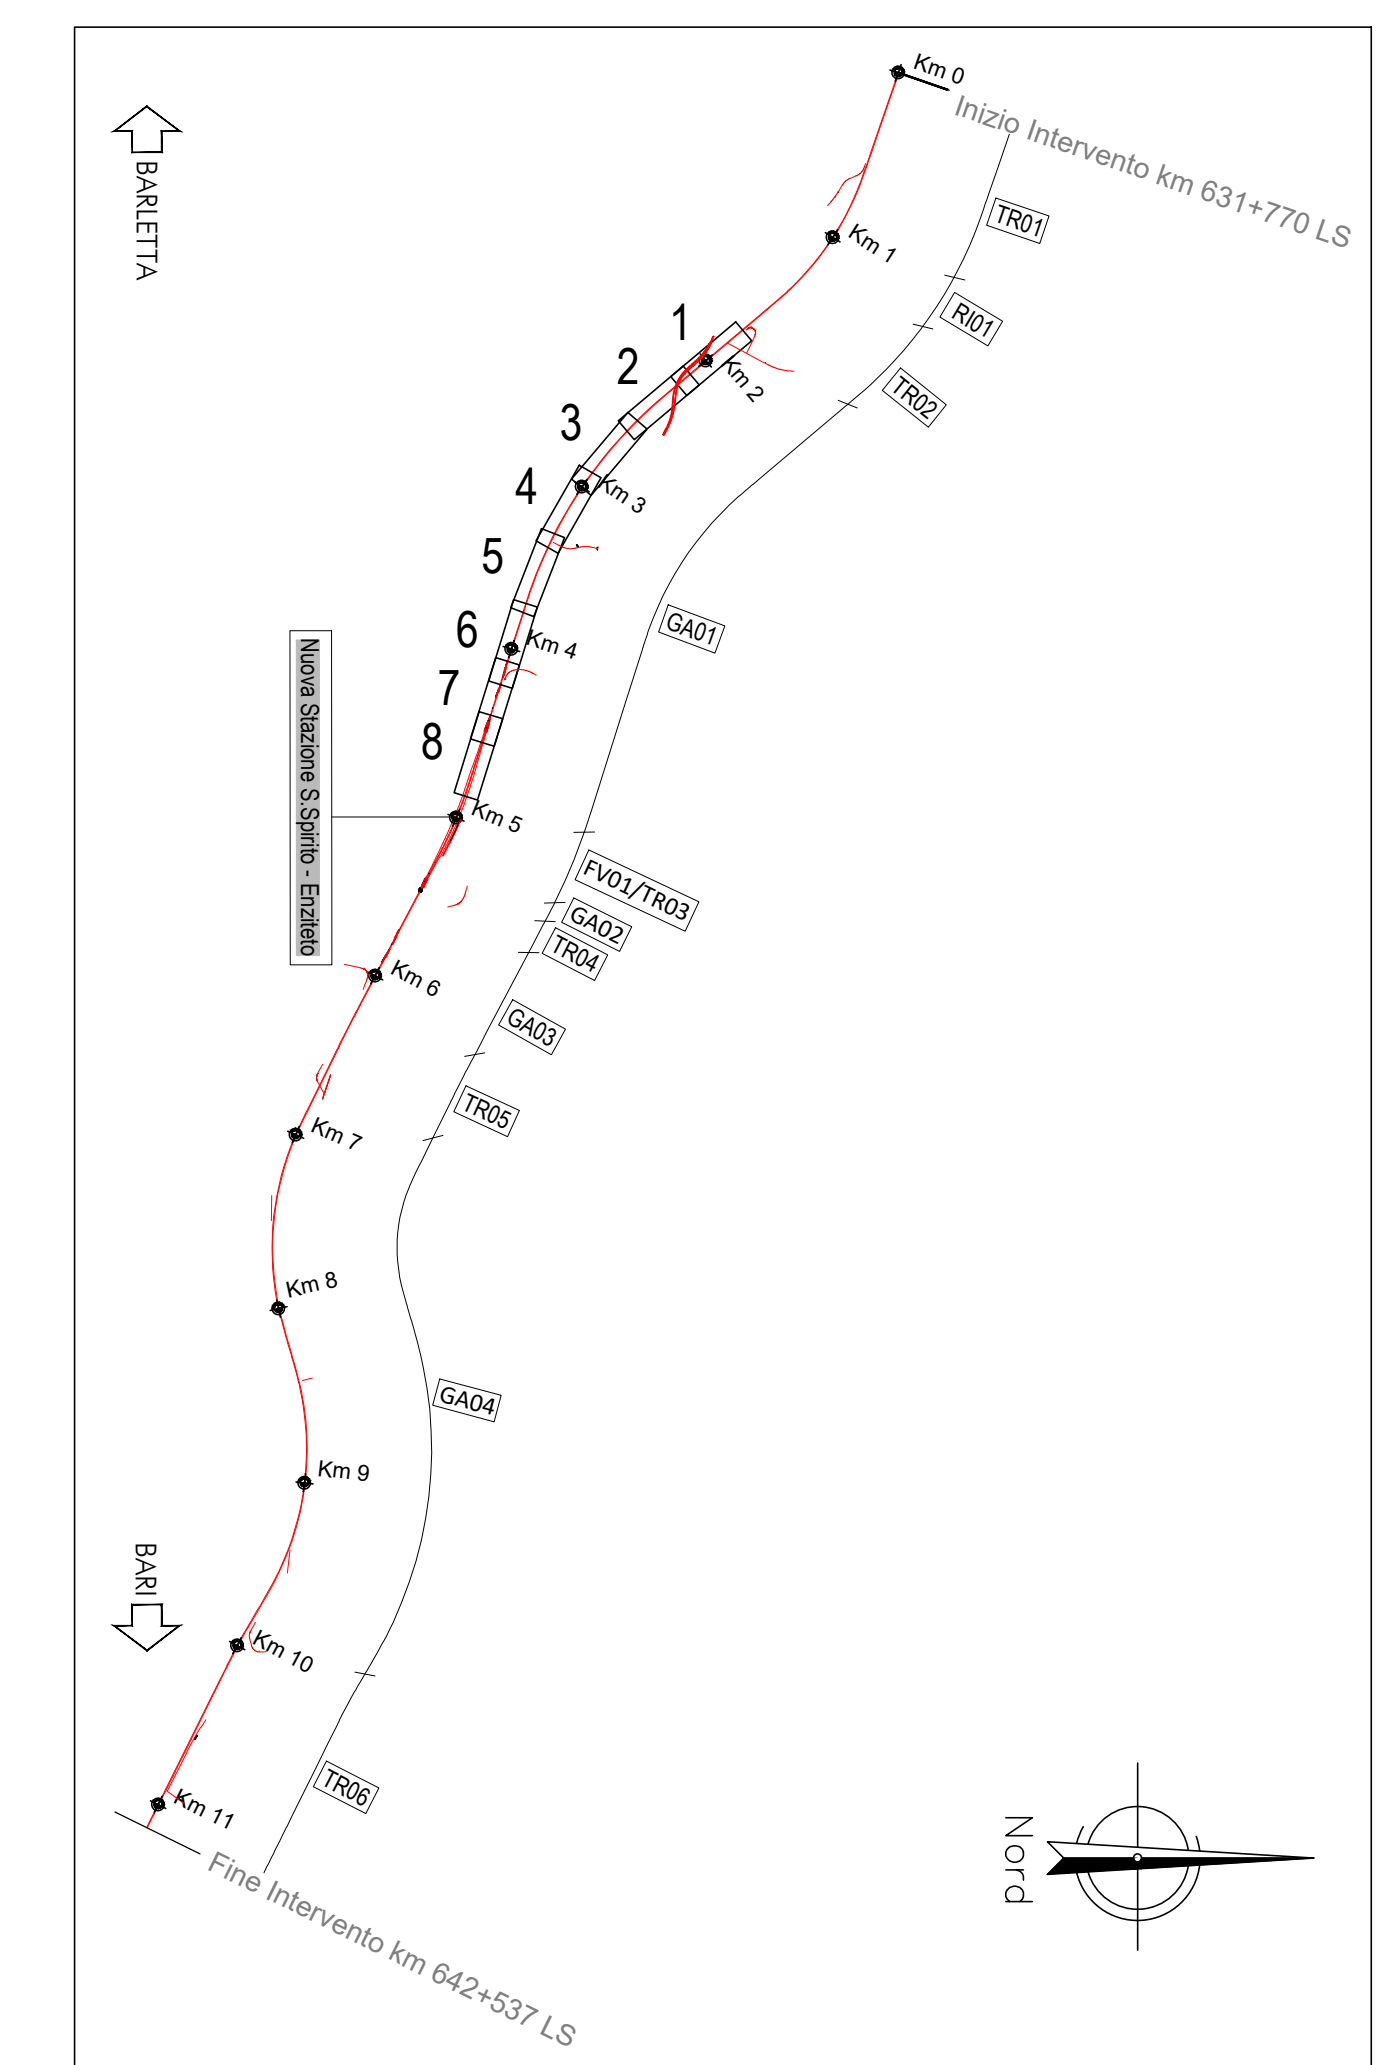 Km 0
Inizio Intervento km 631+770 LS
BARLETTA
TR01
Km 1
RI01
1
Km 2
2
TR02
3
4
Km 3
5
GA01
6
Km 4
7
8
Nuova Stazione S.Spirito - Enziteto
Km 5
FV01/TR03
GA02
TR04
Km 6
GA03
TR05
Km 7
Km 8
GA04
Km 9
BARI
Km 10
TR06
Km 11
Nord
Fine Intervento km 642+537 LS